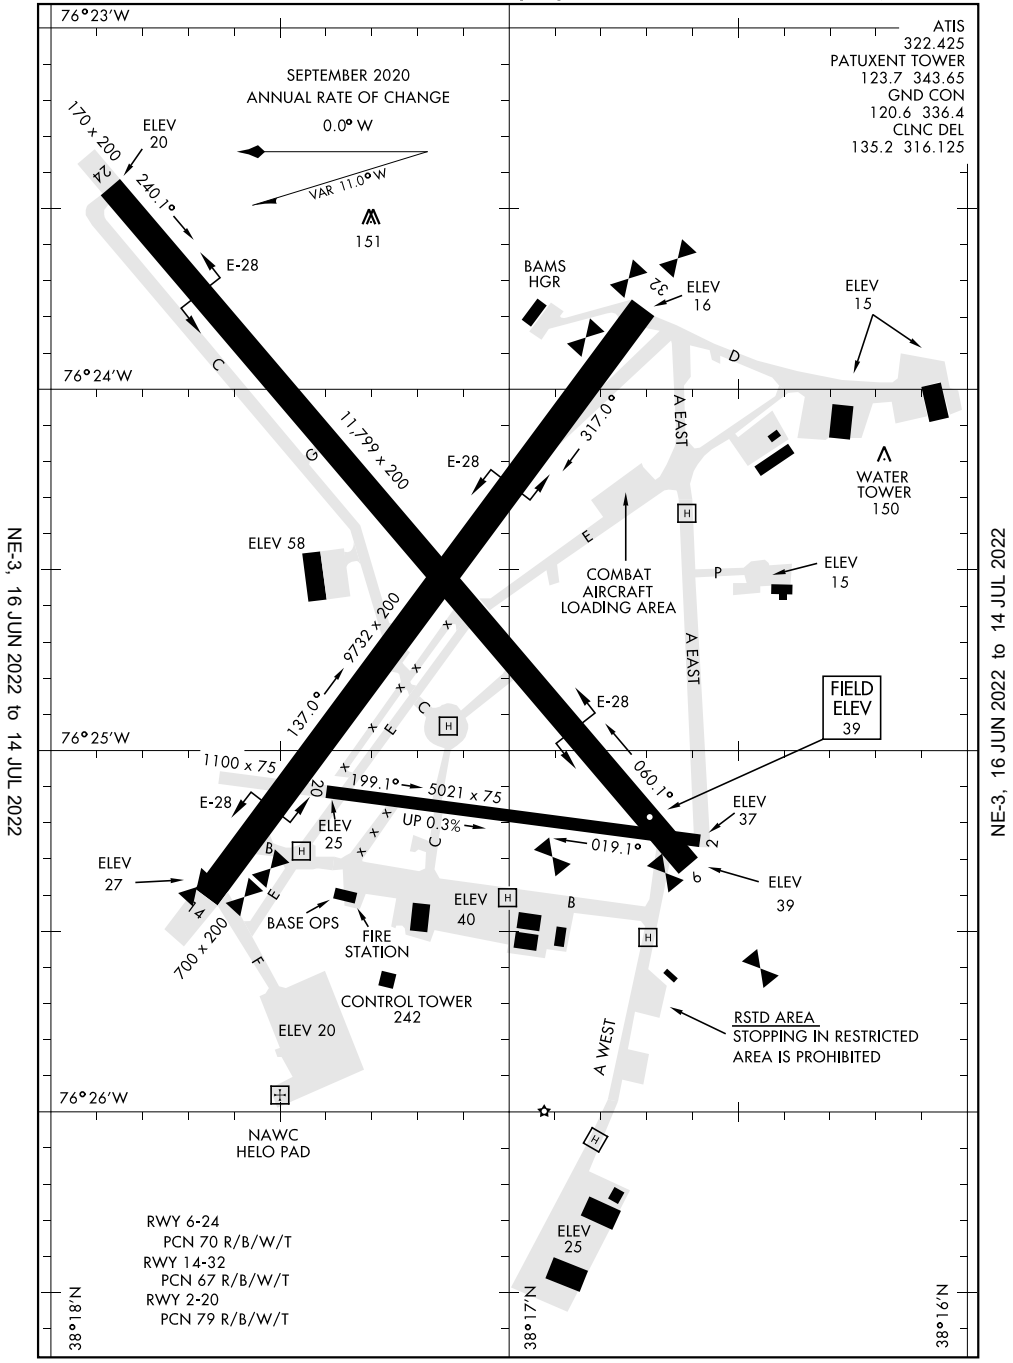 76°23'W
ATIS
322.425
PATUXENT TOWER
123.7 343.65
GND CON
120.6 336.4
CLNC DEL
135.2 316.125
SEPTEMBER 2020
ANNUAL RATE OF CHANGE
0.0° W
VAR 11.0° W
151
170 x 200
ELEV
20
24
240.1°
E-28
BAMS
HGR
32
ELEV
16
ELEV
15
76°24'W
C
D
A EAST
317.0°
11,799 x 200
G
E-28
WATER
TOWER
150
H
E
ELEV 58
COMBAT
AIRCRAFT
LOADING AREA
P
ELEV
15
NE-3, 16 JUN 2022 to 14 JUL 2022
NE-3, 16 JUN 2022 to 14 JUL 2022
9732 x 200
137.0°
x
x
x
x
x
x
x
x
A EAST
C
E
H
E-28
FIELD
ELEV
39
76°25'W
060.1°
1100 x 75
20
199.1°
5021 x 75
UP 0.3%
E-28
ELEV
25
C
019.1°
ELEV
37
2
ELEV
27
B
H
6
ELEV
39
14
E
BASE OPS
FIRE
STATION
ELEV
40
H
B
H
700 x 200
F
CONTROL TOWER
242
ELEV 20
A WEST
RSTD AREA
STOPPING IN RESTRICTED
AREA IS PROHIBITED
76°26'W
NAWC
HELO PAD
H
RWY 6-24
PCN 70 R/B/W/T
RWY 14-32
PCN 67 R/B/W/T
RWY 2-20
PCN 79 R/B/W/T
ELEV
25
38°18'N
38°17'N
38°16'N